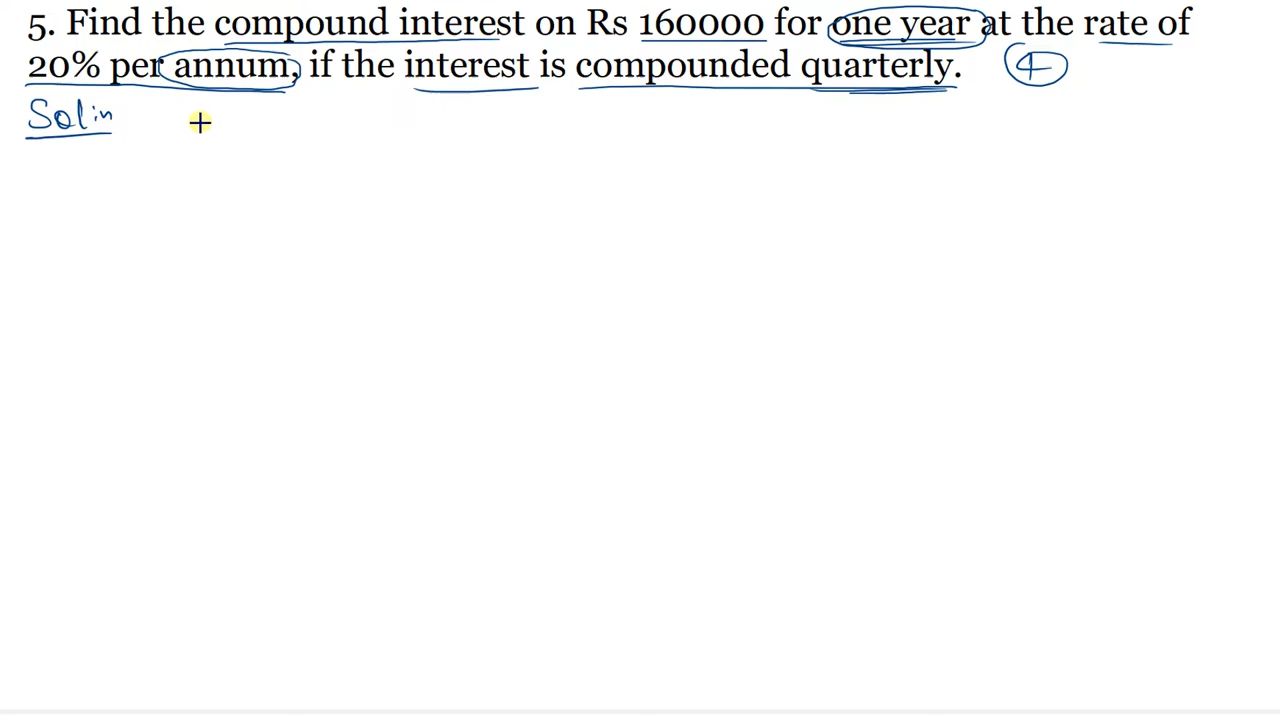 5. Find the compound interest on Rs 160000 for one year at the rate of
20% per annum, if the interest is compounded quarterly. 4
Soln